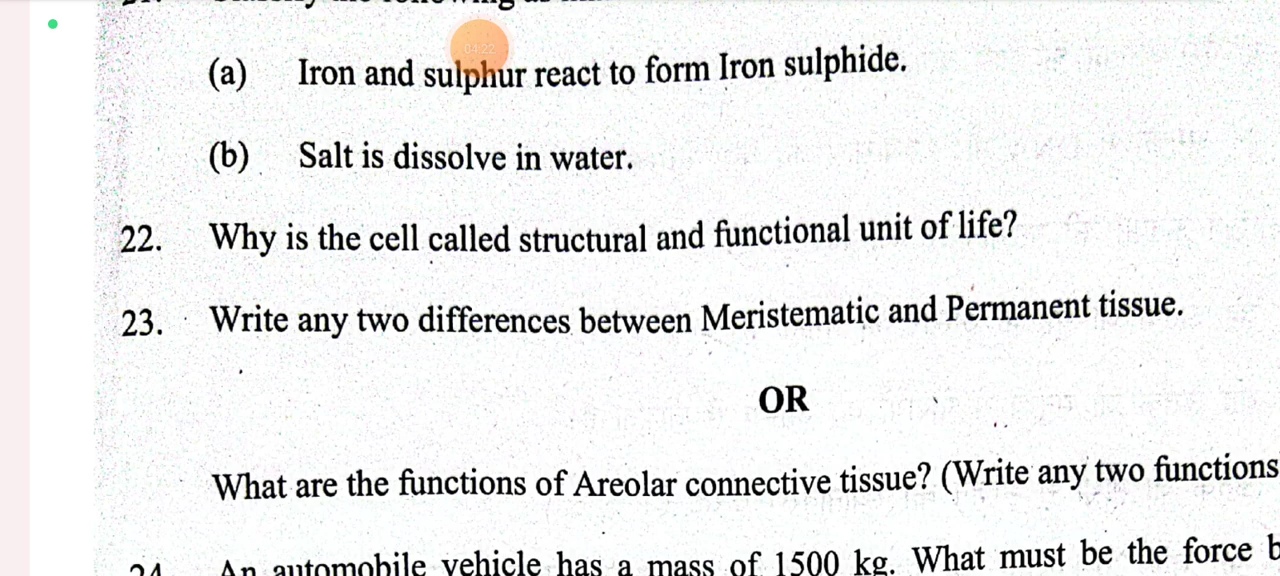 (a) Iron and sulphur react to form Iron sulphide.
(b) Salt is dissolve in water.
22. Why is the cell called structural and functional unit of life?
23. Write any two differences between Meristematic and Permanent tissue.
OR
What are the functions of Areolar connective tissue? (Write any two functions
24. An automobile vehicle has a mass of 1500 kg. What must be the force b
04:22